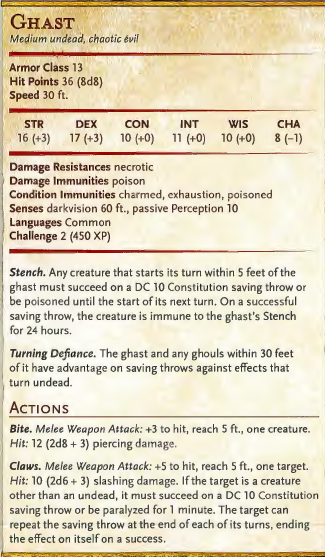 GHAST
Medium undead, chaotic evil
Armor Class 13
Hit Points 36 (8d8)
Speed 30 ft.
STR DEX CON INT WIS CHA
16 (+3) 17 (+3) 10 (+0) 11 (+0) 10 (+0) 8 (−1)
Damage Resistances necrotic
Damage Immunities poison
Condition Immunities charmed, exhaustion, poisoned
Senses darkvision 60 ft., passive Perception 10
Languages Common
Challenge 2 (450 XP)
Stench. Any creature that starts its turn within 5 feet of the
ghast must succeed on a DC 10 Constitution saving throw or
be poisoned until the start of its next turn. On a successful
saving throw, the creature is immune to the ghast's Stench
for 24 hours.
Turning Defiance. The ghast and any ghouls within 30 feet
of it have advantage on saving throws against effects that
turn undead.
ACTIONS
Bite. Melee Weapon Attack: +3 to hit, reach 5 ft., one creature.
Hit: 12 (2d8 + 3) piercing damage.
Claws. Melee Weapon Attack: +5 to hit, reach 5 ft., one target.
Hit: 10 (2d6 + 3) slashing damage. If the target is a creature
other than an undead, it must succeed on a DC 10 Constitution
saving throw or be paralyzed for 1 minute. The target can
repeat the saving throw at the end of each of its turns, ending
the effect on itself on a success.